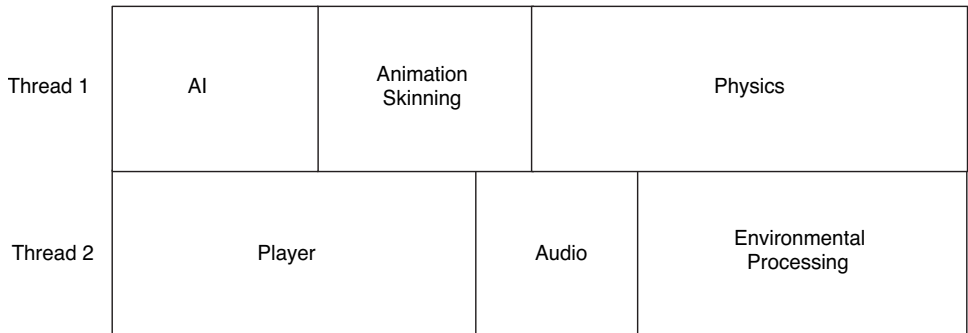 Thread 1
AI
Animation
Skinning
Physics
Thread 2
Player
Audio
Environmental
Processing